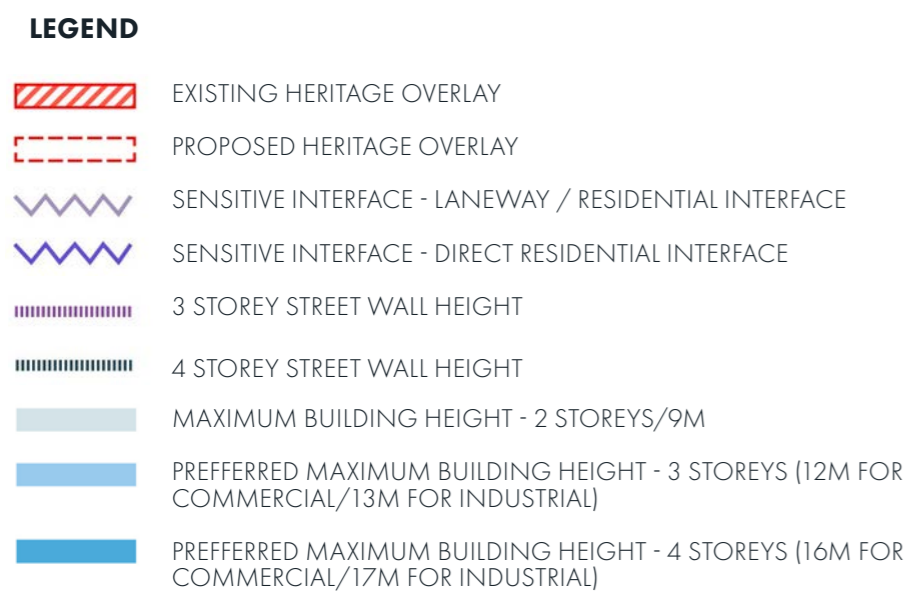 LEGEND
EXISTING HERITAGE OVERLAY
PROPOSED HERITAGE OVERLAY
SENSITIVE INTERFACE - LANEWAY / RESIDENTIAL INTERFACE
SENSITIVE INTERFACE - DIRECT RESIDENTIAL INTERFACE
3 STOREY STREET WALL HEIGHT
4 STOREY STREET WALL HEIGHT
MAXIMUM BUILDING HEIGHT - 2 STOREYS/9M
PREFFERRED MAXIMUM BUILDING HEIGHT - 3 STOREYS (12M FOR
COMMERCIAL/13M FOR INDUSTRIAL)
PREFFERRED MAXIMUM BUILDING HEIGHT - 4 STOREYS (16M FOR
COMMERCIAL/17M FOR INDUSTRIAL)